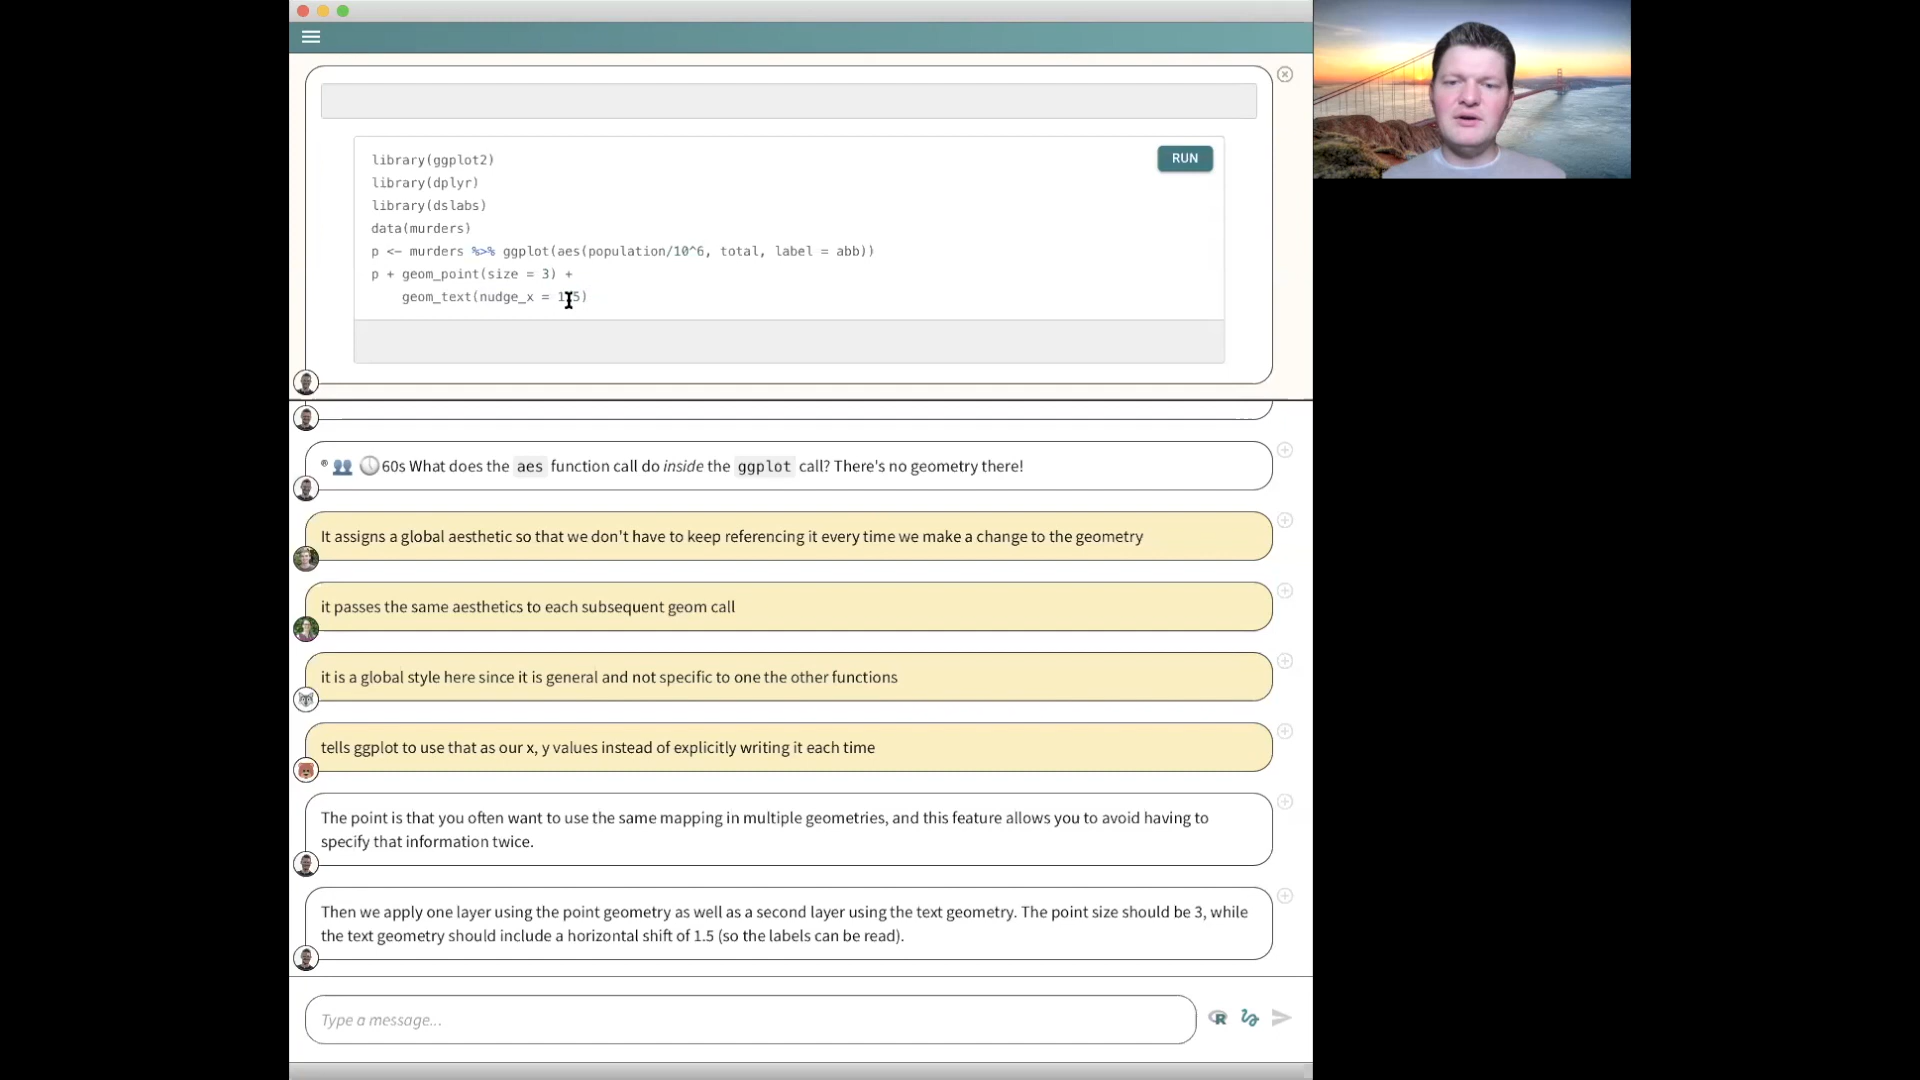 library(ggplot2)
RUN
library(dplyr)
library(dslabs)
data(murders)
p <- murders %>% ggplot(aes(population/10^6, total, label = abb))
p + geom_point(size = 3) +
geom_text(nudge_x = 1.5)
® 👥 🕔60s What does the aes function call do inside the ggplot call? There's no geometry there!
It assigns a global aesthetic so that we don't have to keep referencing it every time we make a change to the geometry
it passes the same aesthetics to each subsequent geom call
it is a global style here since it is general and not specific to one the other functions
tells ggplot to use that as our x, y values instead of explicitly writing it each time
The point is that you often want to use the same mapping in multiple geometries, and this feature allows you to avoid having to
specify that information twice.
Then we apply one layer using the point geometry as well as a second layer using the text geometry. The point size should be 3, while
the text geometry should include a horizontal shift of 1.5 (so the labels can be read).
Type a message...
R